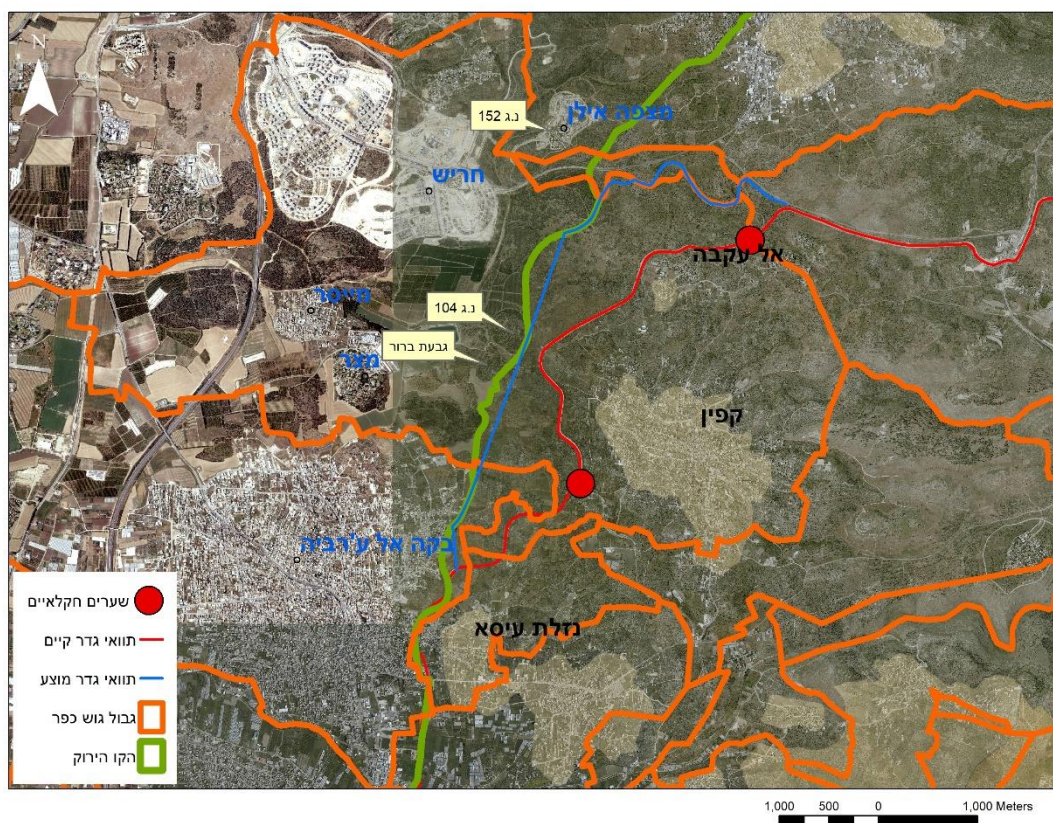 N
מצפה אילן
נ.ג 152
חריש
אל עקבה
מייסר
נ.ג 104
גבעת ברור
מצר
קפין
בקה אל ע'רביה
נזלת עיסא
שערים חקלאיים
תוואי גדר קיים
תוואי גדר מוצע
גבול גוש כפר
הקו הירוק
1,000 500 0 1,000 Meters